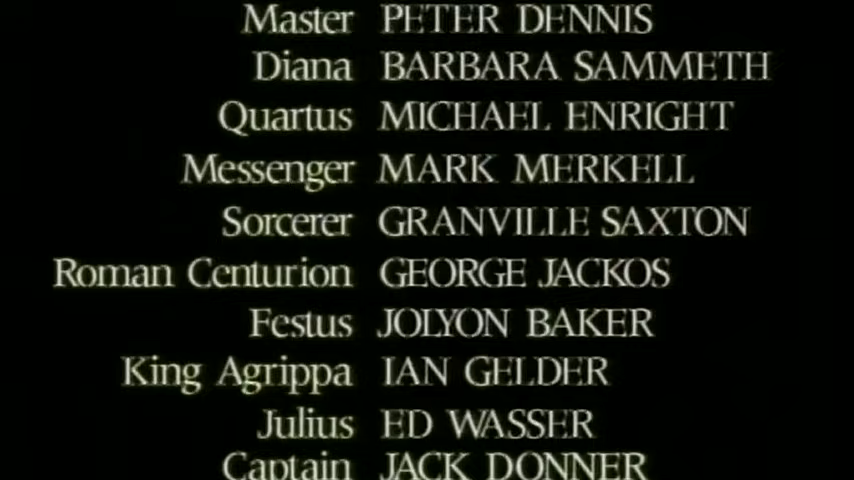 Master PETER DENNIS
Diana BARBARA SAMMETH
Quartus MICHAEL ENRIGHT
Messenger MARK MERKELL
Sorcerer GRANVILLE SAXTON
Roman Centurion GEORGE JACKOS
Festus JOLYON BAKER
King Agrippa IAN GELDER
Julius ED WASSER
Captain JACK DONNER